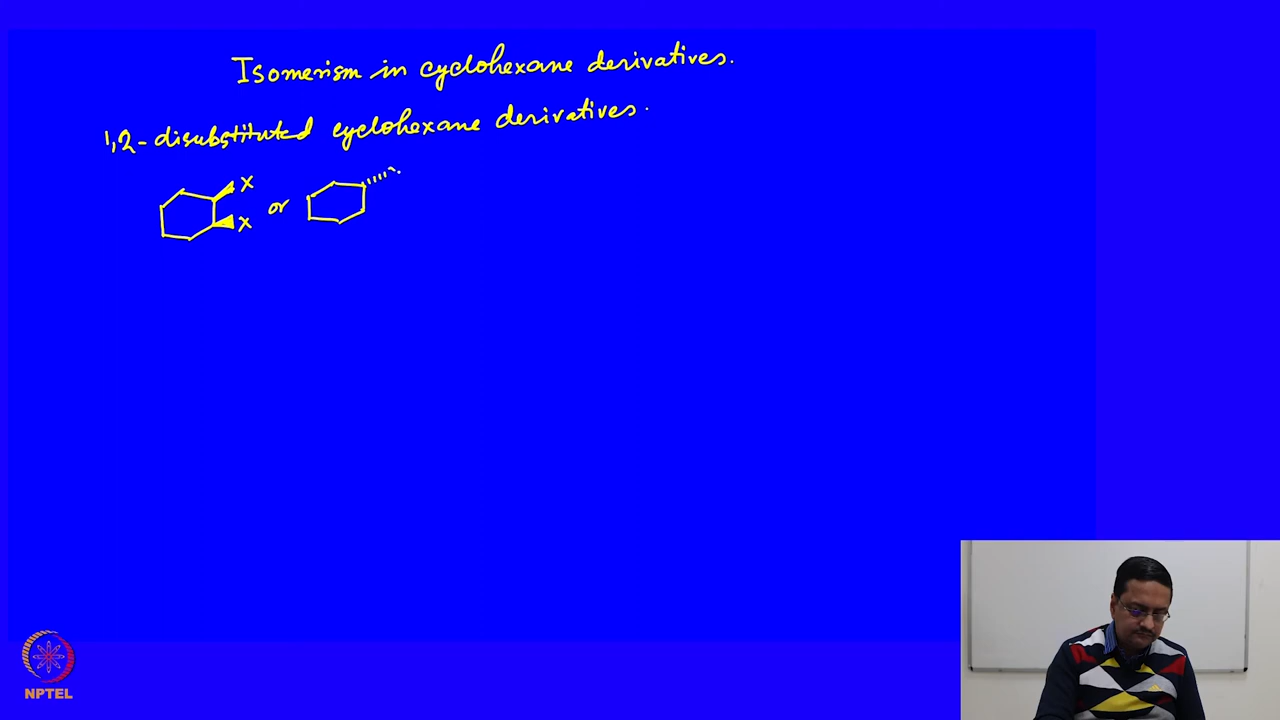 Isomerism in cyclohexane derivatives.
1,2-disubstituted cyclohexane derivatives.
X
X or
NPTEL